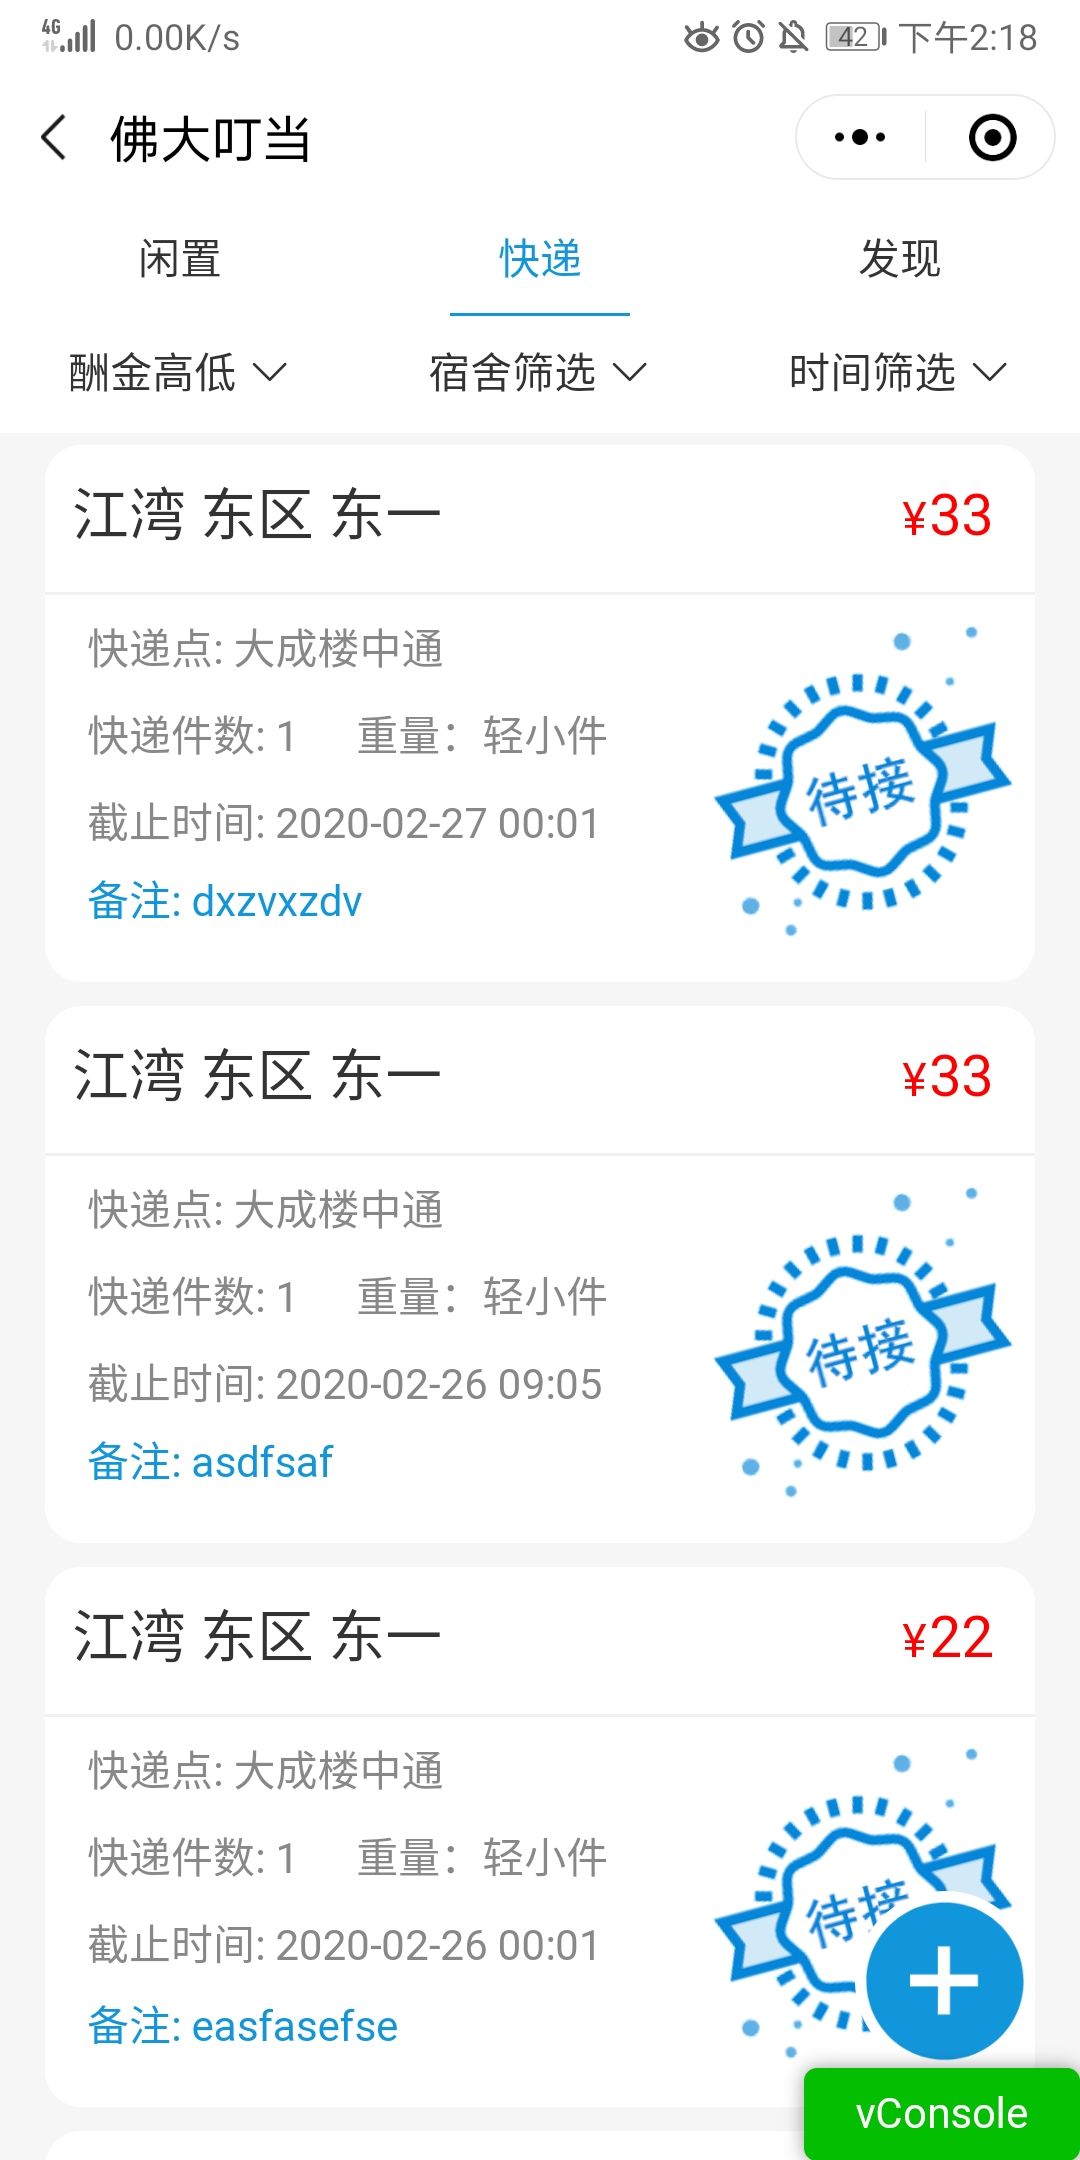 4G 0.00K/s 42 下午2:18
佛大叮当
闲置 快递 发现
酬金高低 宿舍筛选 时间筛选
江湾 东区 东一 ¥33
快递点: 大成楼中通
快递件数: 1 重量：轻小件
截止时间: 2020-02-27 00:01
备注: dxzvxzdv
待接
江湾 东区 东一 ¥33
快递点: 大成楼中通
快递件数: 1 重量：轻小件
截止时间: 2020-02-26 09:05
备注: asdfsaf
待接
江湾 东区 东一 ¥22
快递点: 大成楼中通
快递件数: 1 重量：轻小件
截止时间: 2020-02-26 00:01
备注: easfasefse
待接
vConsole